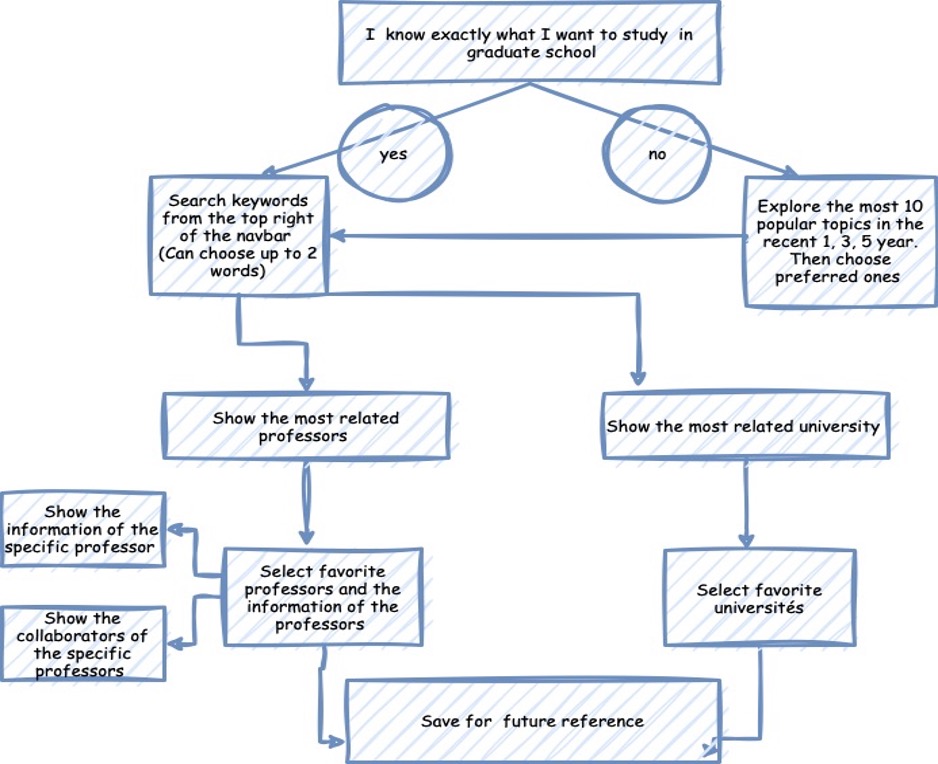 I know exactly what I want to study in
graduate school
yes
no
Search keywords
from the top right
of the navbar
(Can choose up to 2
words)
Explore the most 10
popular topics in the
recent 1, 3, 5 year.
Then choose
preferred ones
Show the most related
professors
Show the most related university
Show the
information of the
specific professor
Select favorite
professors and the
information of the
professors
Select favorite
universités
Show the
collaborators of
the specific
professors
Save for future reference